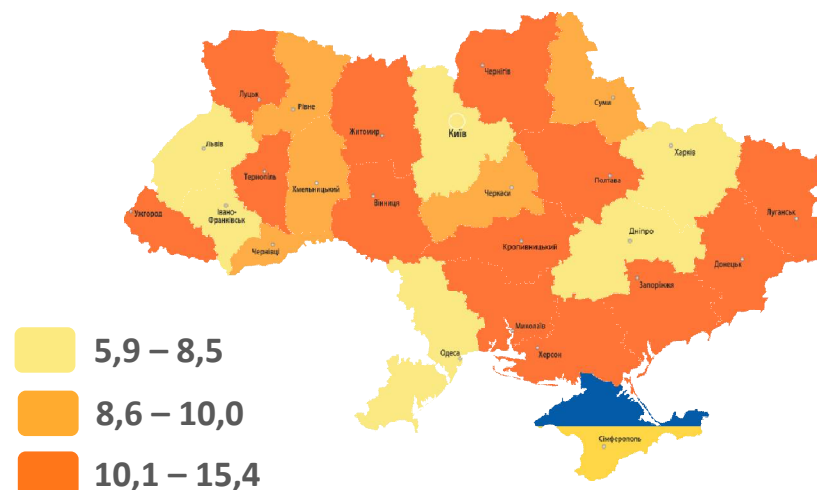 Чернігів
Луцьк
Рівне
Суми
Київ
Житомир
Львів
Харків
Тернопіль
Полтава
Хмельницький
Черкаси
Вінниця
Івано-
Франківськ
Ужгород
Луганськ
Дніпро
Чернівці
Кропивницький
Донецьк
Запоріжжя
Миколаїв
Одеса
Херсон
Сімферополь
5,9 – 8,5
8,6 – 10,0
10,1 – 15,4